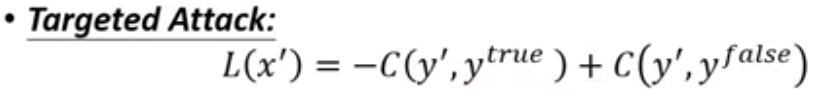 • Targeted Attack:
L(x′) = −C(y′, y^true ) + C(y′, y^false)